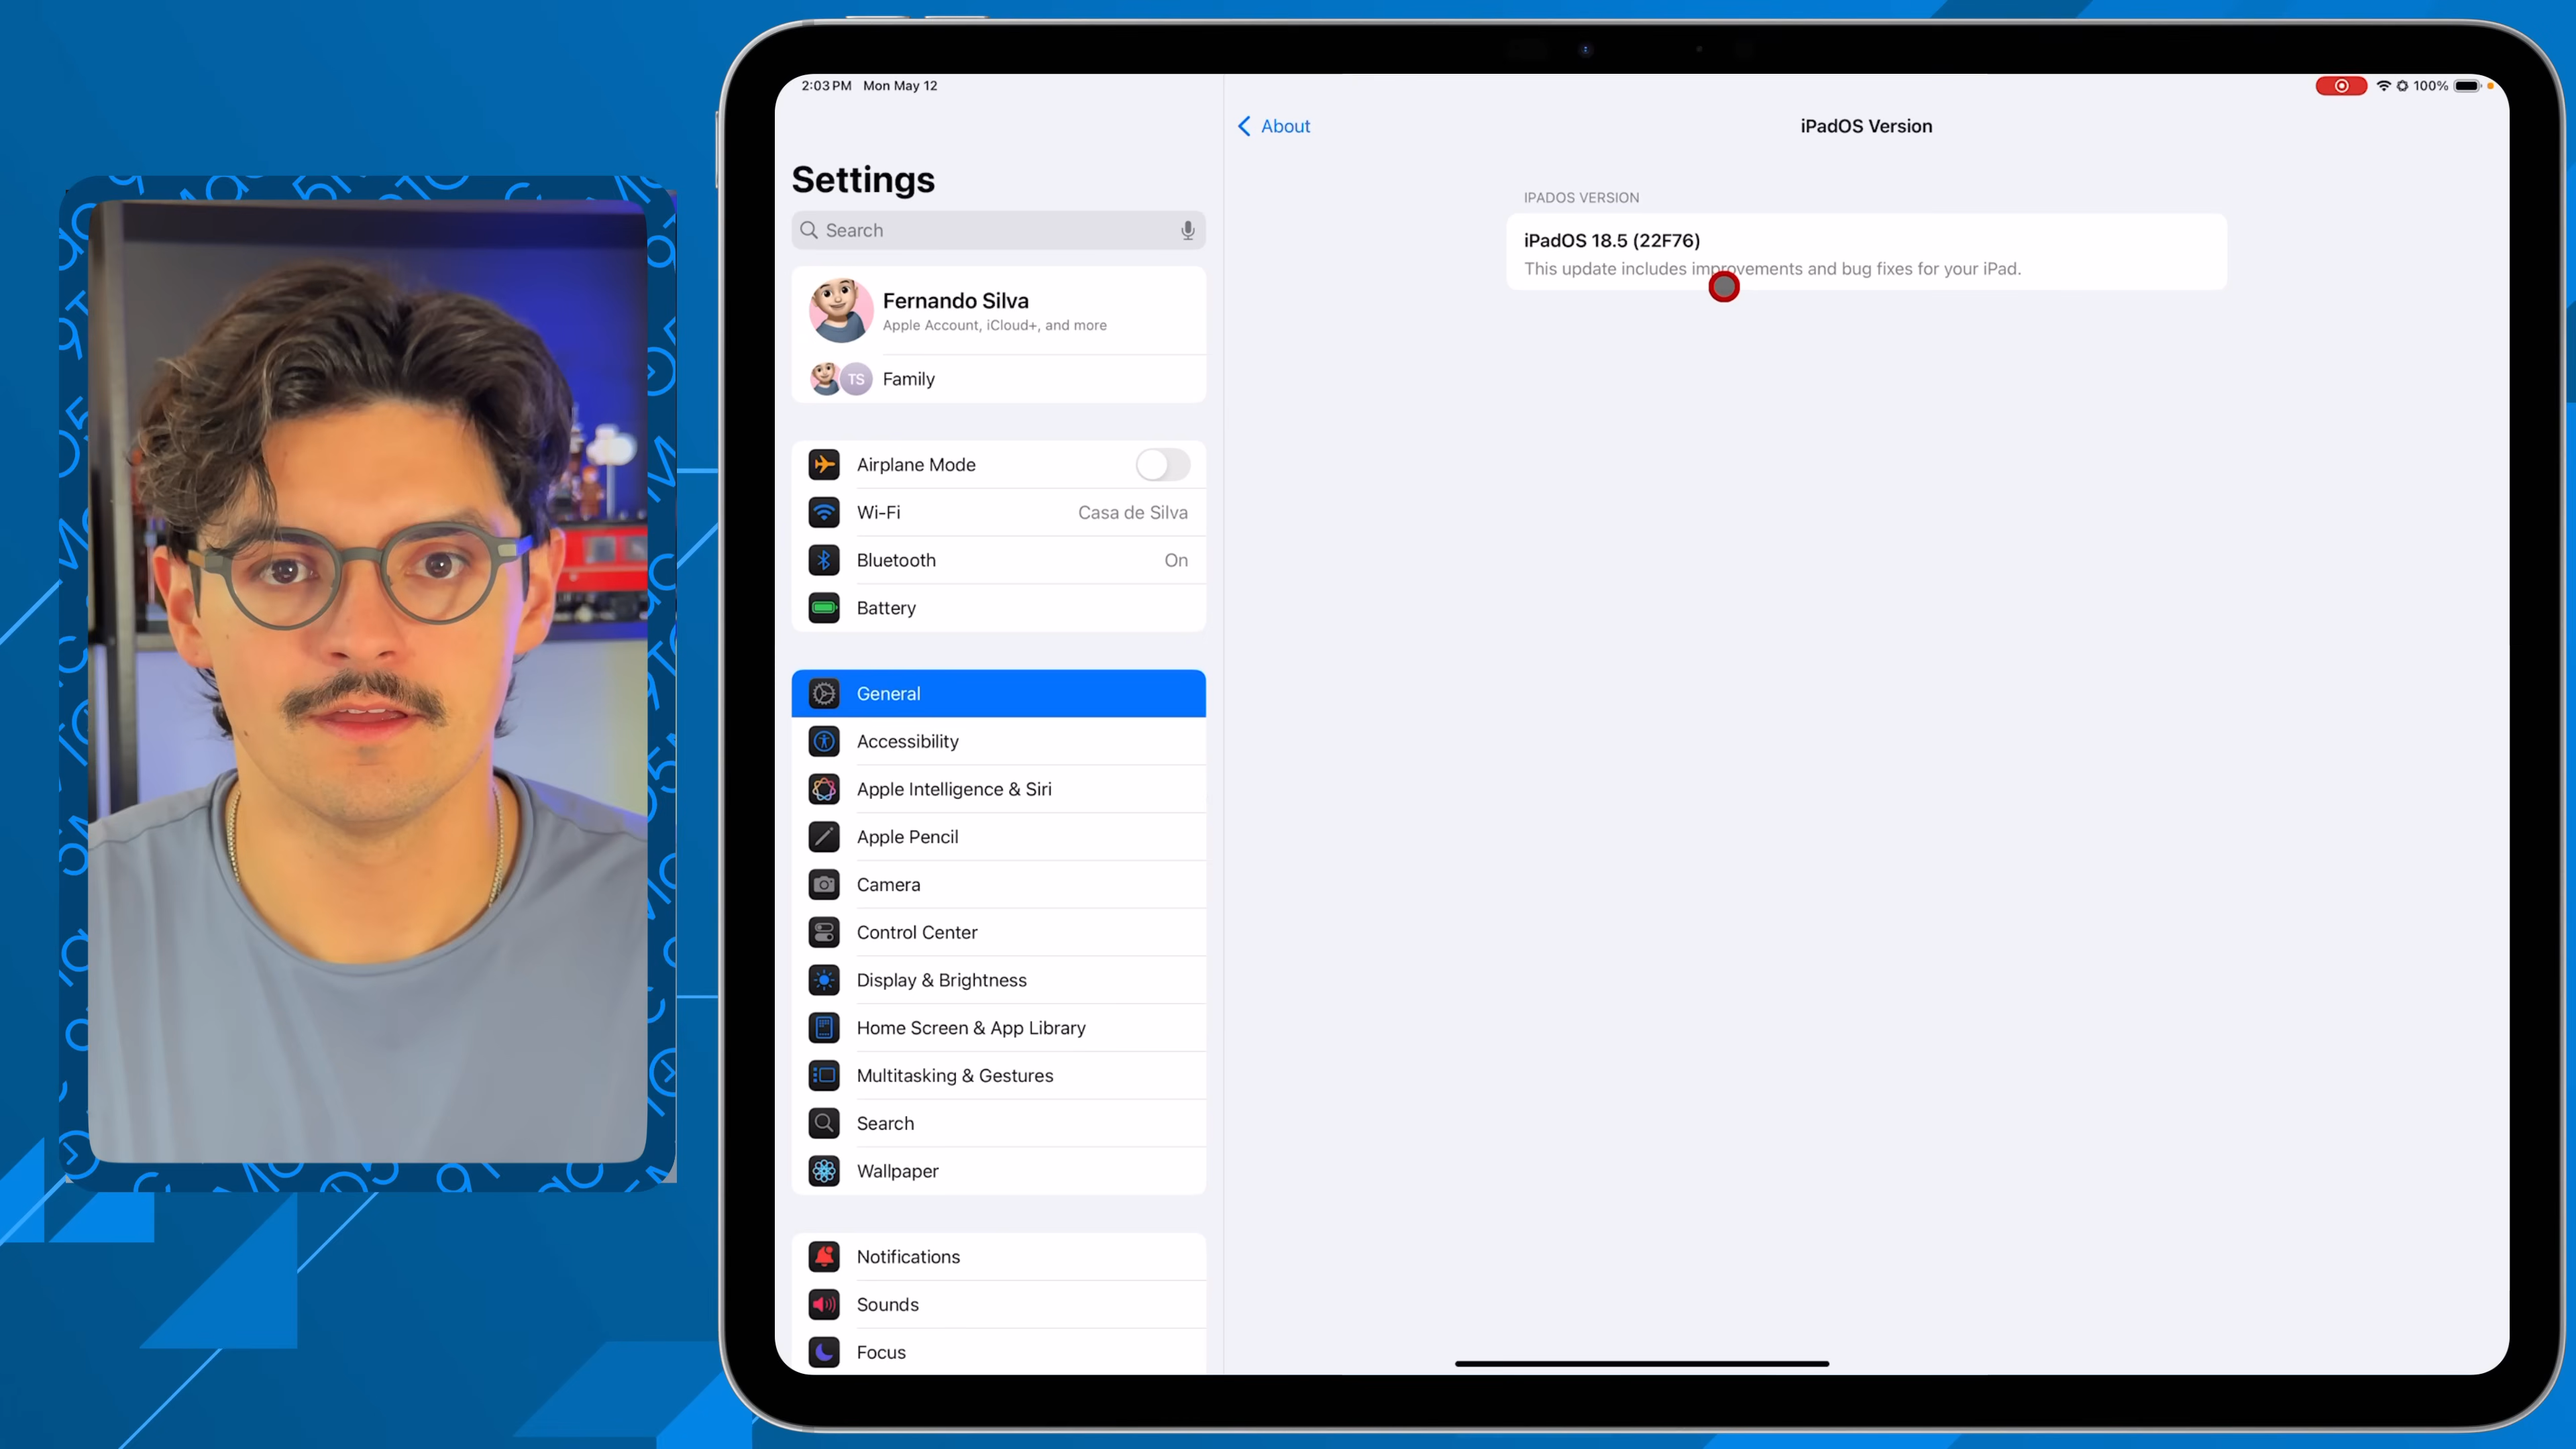 2:03 PM Mon May 12
100%
About
iPadOS Version
Settings
Search
Fernando Silva
Apple Account, iCloud+, and more
TS
Family
Airplane Mode
Wi-Fi
Casa de Silva
Bluetooth
On
Battery
General
Accessibility
Apple Intelligence & Siri
Apple Pencil
Camera
Control Center
Display & Brightness
Home Screen & App Library
Multitasking & Gestures
Search
Wallpaper
Notifications
Sounds
Focus
IPADOS VERSION
iPadOS 18.5 (22F76)
This update includes improvements and bug fixes for your iPad.